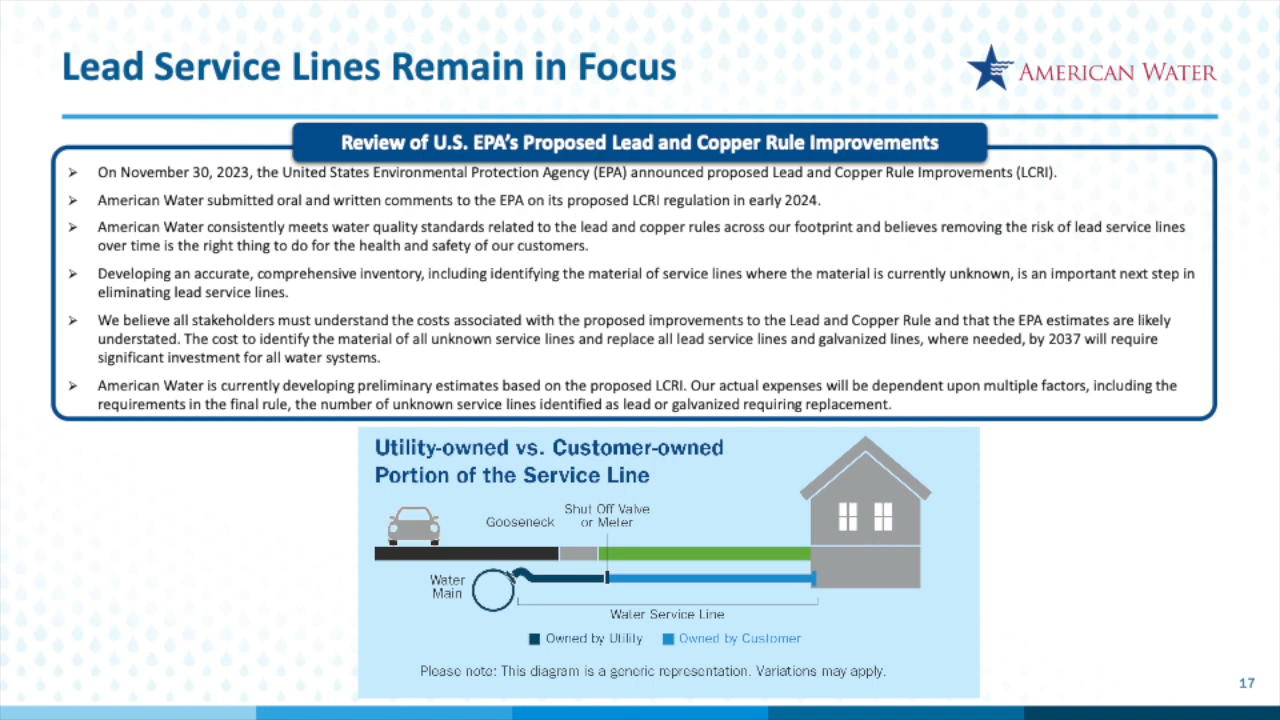 Lead Service Lines Remain in Focus
AMERICAN WATER
Review of U.S. EPA's Proposed Lead and Copper Rule Improvements
➢ On November 30, 2023, the United States Environmental Protection Agency (EPA) announced proposed Lead and Copper Rule Improvements (LCRI).
➢ American Water submitted oral and written comments to the EPA on its proposed LCRI regulation in early 2024.
➢ American Water consistently meets water quality standards related to the lead and copper rules across our footprint and believes removing the risk of lead service lines
over time is the right thing to do for the health and safety of our customers.
➢ Developing an accurate, comprehensive inventory, including identifying the material of service lines where the material is currently unknown, is an important next step in
eliminating lead service lines.
➢ We believe all stakeholders must understand the costs associated with the proposed improvements to the Lead and Copper Rule and that the EPA estimates are likely
understated. The cost to identify the material of all unknown service lines and replace all lead service lines and galvanized lines, where needed, by 2037 will require
significant investment for all water systems.
➢ American Water is currently developing preliminary estimates based on the proposed LCRI. Our actual expenses will be dependent upon multiple factors, including the
requirements in the final rule, the number of unknown service lines identified as lead or galvanized requiring replacement.
Utility-owned vs. Customer-owned
Portion of the Service Line
Gooseneck
Shut Off Valve
or Meter
Water
Main
Water Service Line
Owned by Utility
Owned by Customer
Please note: This diagram is a generic representation. Variations may apply.
17